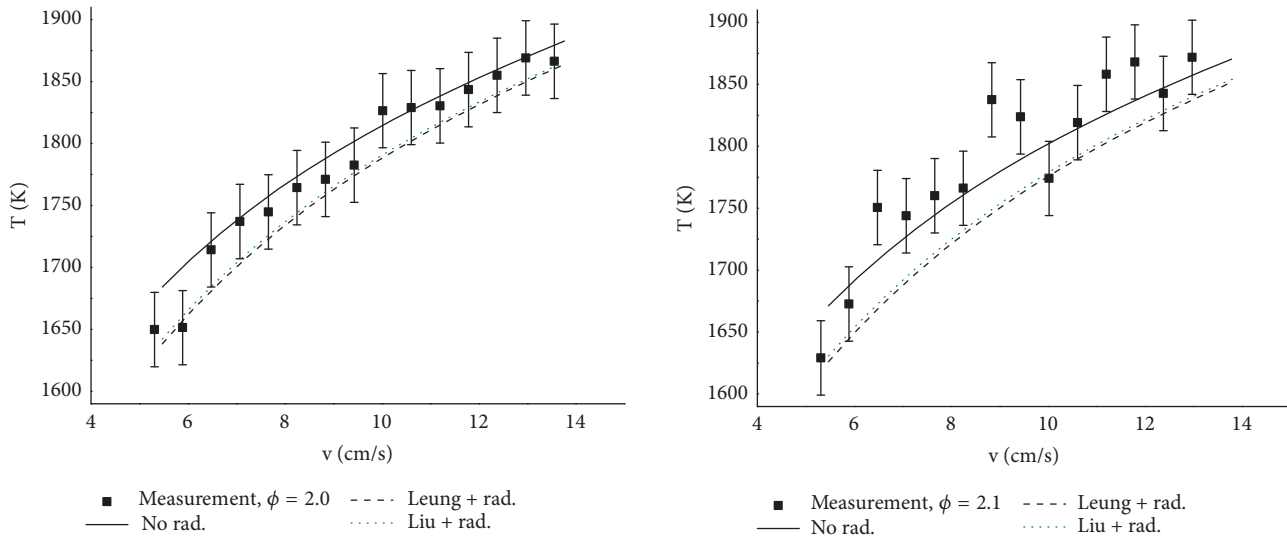 1900
1850
1800
1750
1700
1650
1600
T (K)
4 6 8 10 12 14
v (cm/s)
Measurement, ϕ = 2.0
No rad.
Leung + rad.
Liu + rad.
1900
1850
1800
1750
1700
1650
1600
T (K)
4 6 8 10 12 14
v (cm/s)
Measurement, ϕ = 2.1
No rad.
Leung + rad.
Liu + rad.